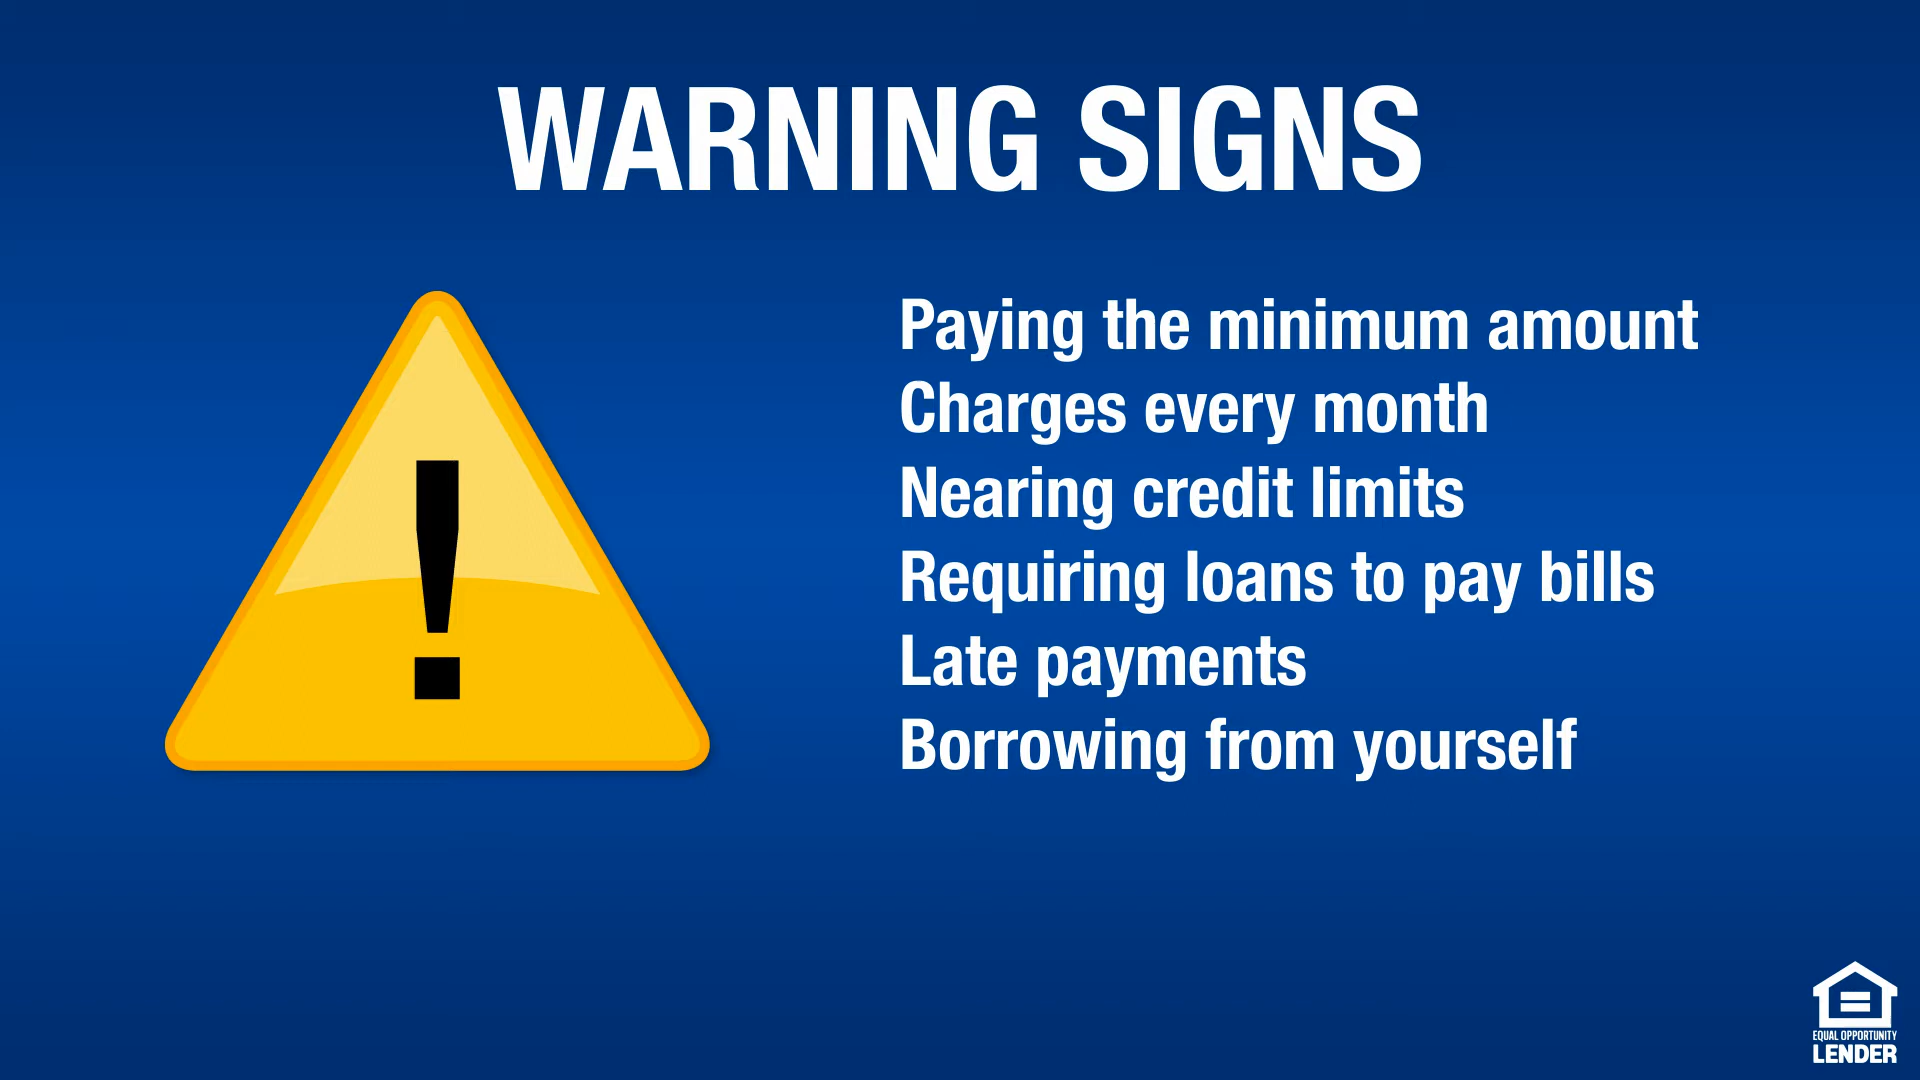 WARNING SIGNS
!
Paying the minimum amount
Charges every month
Nearing credit limits
Requiring loans to pay bills
Late payments
Borrowing from yourself
EQUAL OPPORTUNITY
LENDER